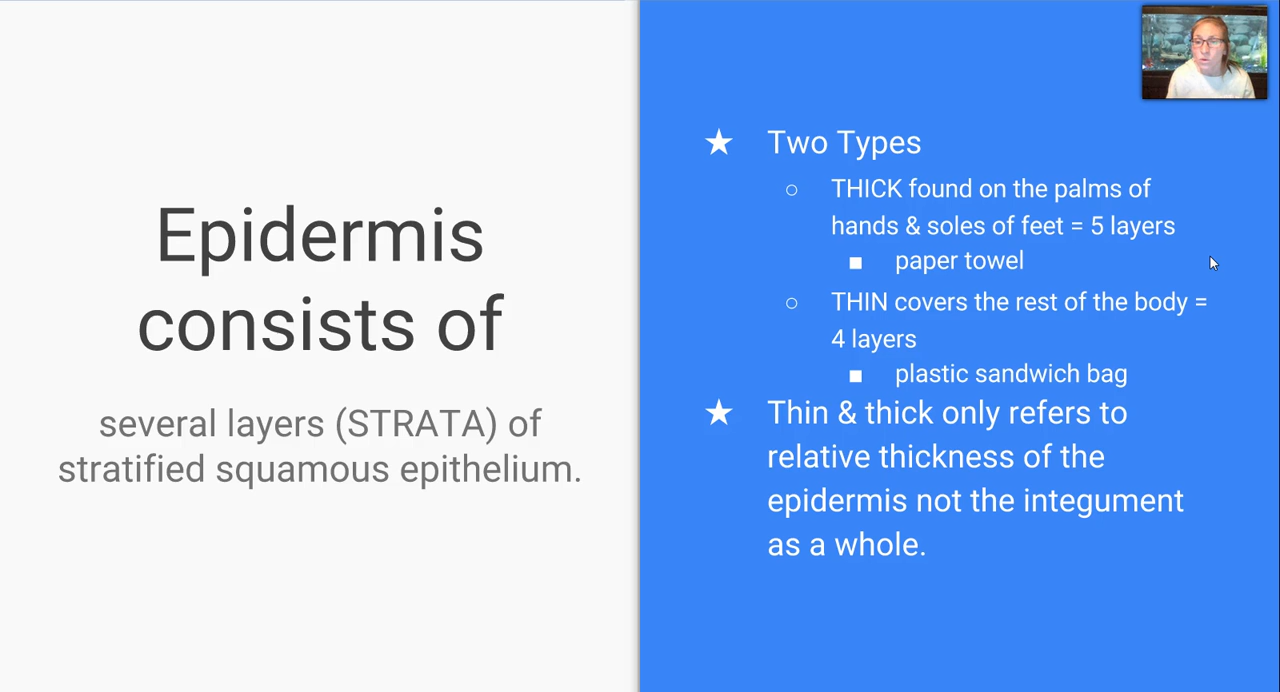 Epidermis
consists of
several layers (STRATA) of
stratified squamous epithelium.
★ Two Types
○ THICK found on the palms of
hands & soles of feet = 5 layers
■ paper towel
○ THIN covers the rest of the body =
4 layers
■ plastic sandwich bag
★ Thin & thick only refers to
relative thickness of the
epidermis not the integument
as a whole.